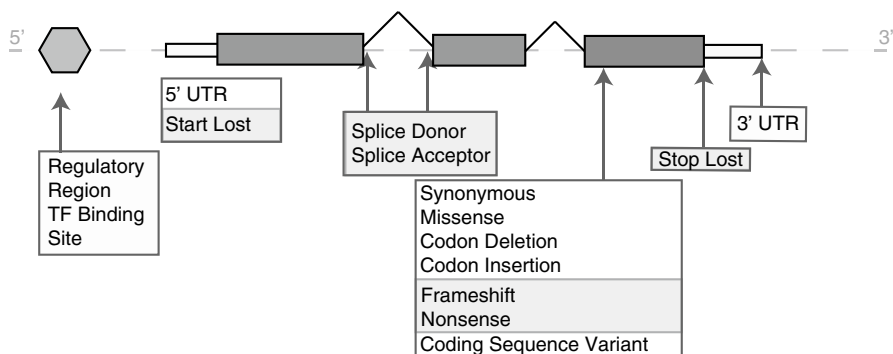 5'
3'
5' UTR
Start Lost
Regulatory
Region
TF Binding
Site
Splice Donor
Splice Acceptor
Synonymous
Missense
Codon Deletion
Codon Insertion
Frameshift
Nonsense
Coding Sequence Variant
Stop Lost
3' UTR